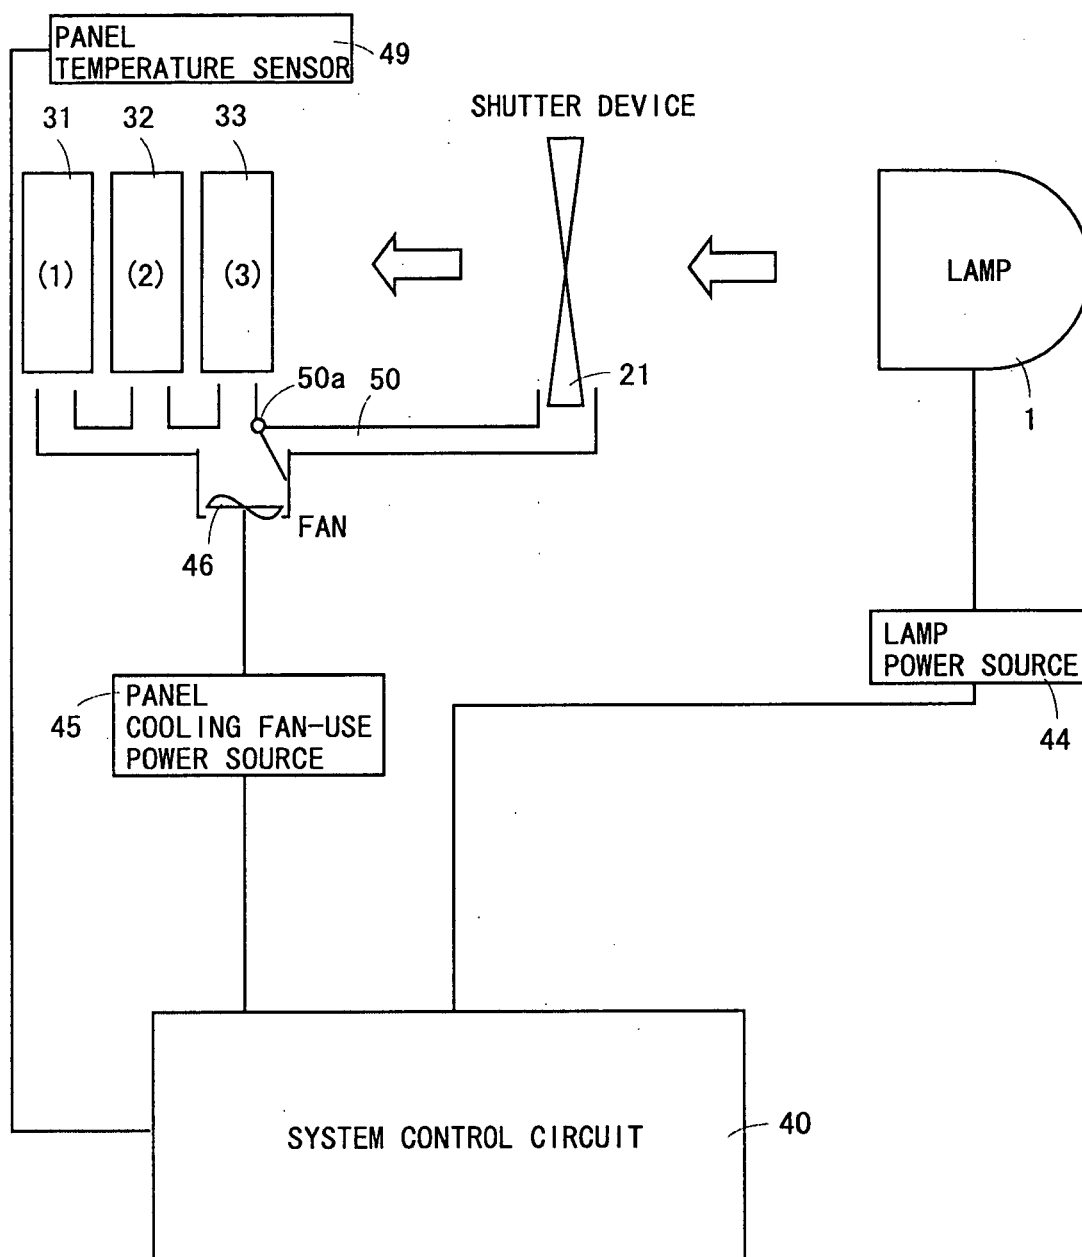 PANEL
TEMPERATURE SENSOR
49
31
32
33
SHUTTER DEVICE
(1)
(2)
(3)
LAMP
50a
50
21
1
FAN
46
LAMP
POWER SOURCE
44
PANEL
COOLING FAN-USE
POWER SOURCE
45
SYSTEM CONTROL CIRCUIT
40